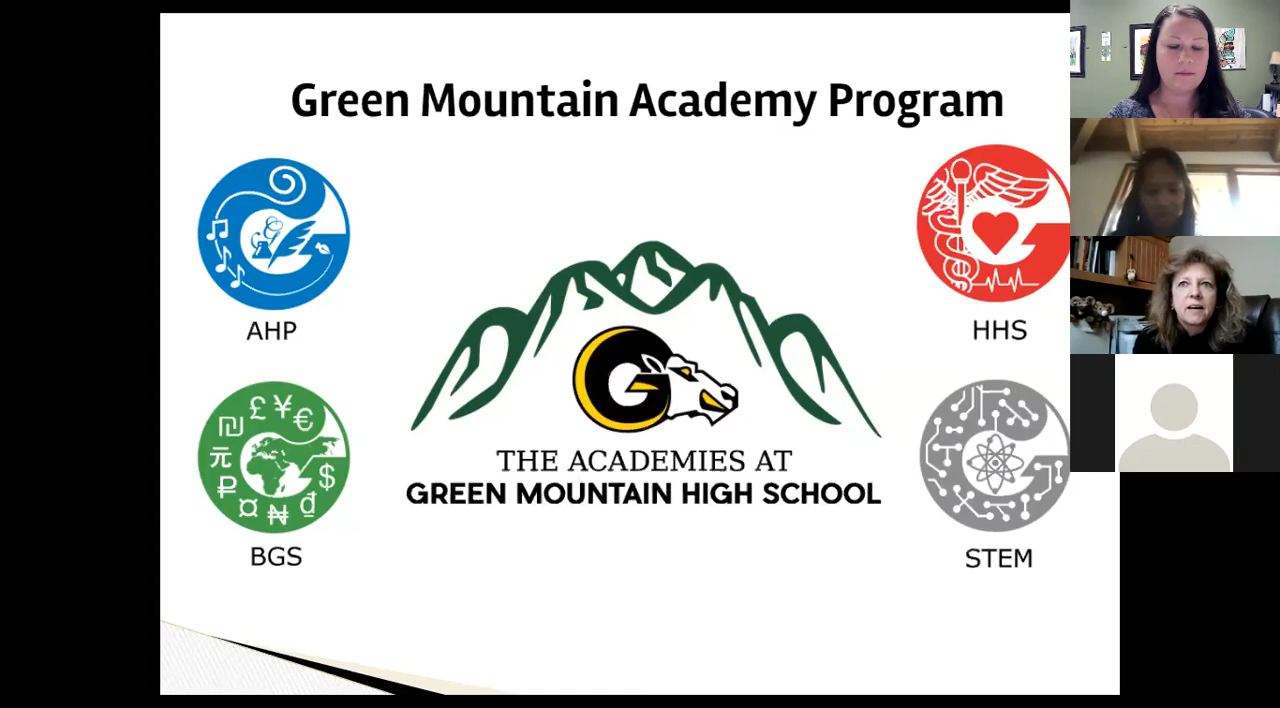 Green Mountain Academy Program
AHP
HHS
THE ACADEMIES AT
GREEN MOUNTAIN HIGH SCHOOL
BGS
STEM